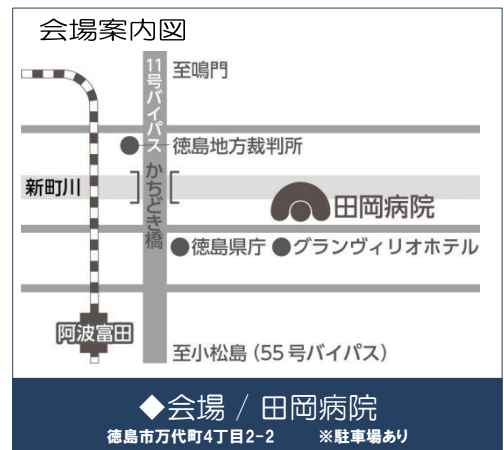 会場案内図
11号バイパス
至鳴門
徳島地方裁判所
かちどき橋
新町川
田岡病院
●徳島県庁 ●グランヴィリオホテル
阿波富田
至小松島（55号バイパス）
◆会場 / 田岡病院
徳島市万代町4丁目2-2 ※駐車場あり